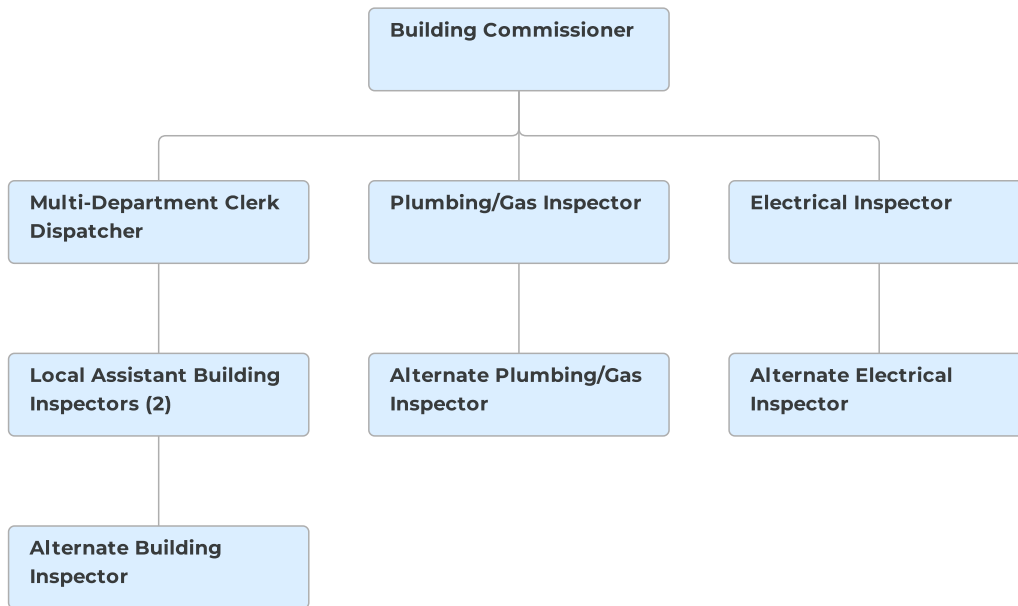 Building Commissioner
Multi-Department Clerk
Dispatcher
Plumbing/Gas Inspector
Electrical Inspector
Local Assistant Building
Inspectors (2)
Alternate Plumbing/Gas
Inspector
Alternate Electrical
Inspector
Alternate Building
Inspector